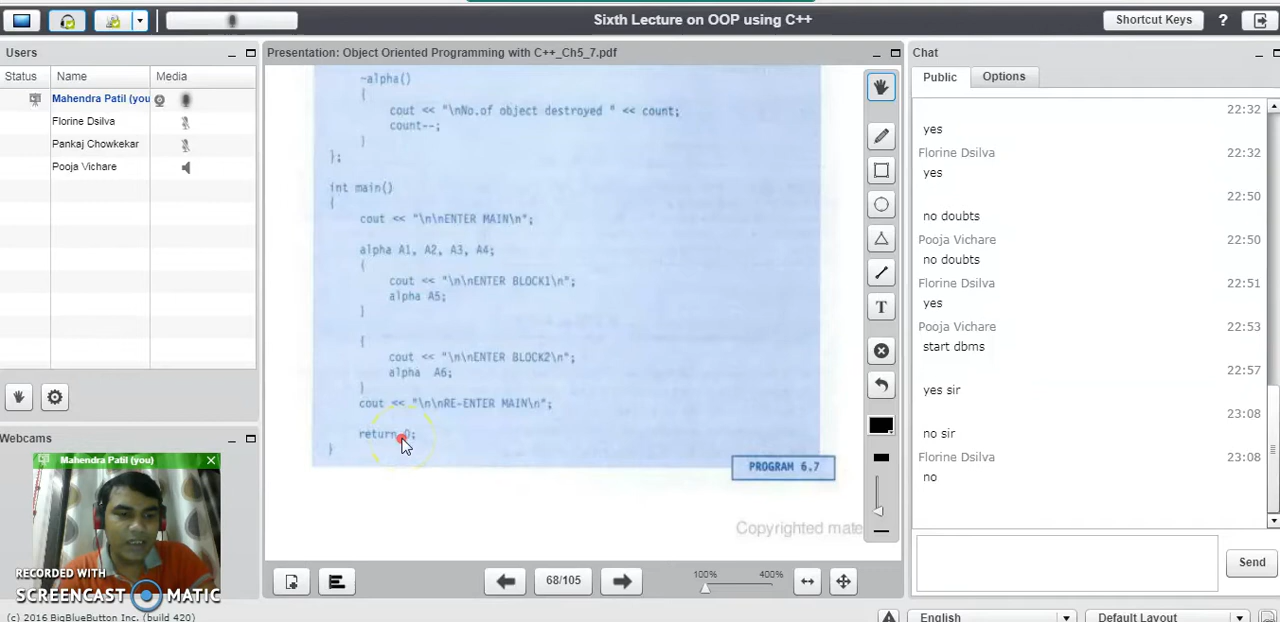 Sixth Lecture on OOP using C++
Shortcut Keys
?
Users
Status Name Media
Mahendra Patil (you)
Florine Dsilva
Pankaj Chowkekar
Pooja Vichare
Webcams
Mahendra Patil (you)
RECORDED WITH
SCREENCAST MATIC
(c) 2016 BigBlueButton Inc. (build 420)
Presentation: Object Oriented Programming with C++_Ch5_7.pdf
~alpha()
{
cout << "\nNo.of object destroyed " << count;
count--;
}
};
int main()
{
cout << "\n\nENTER MAIN\n";
alpha A1, A2, A3, A4;
{
cout << "\n\nENTER BLOCK1\n";
alpha A5;
}
{
cout << "\n\nENTER BLOCK2\n";
alpha A6;
}
cout << "\n\nRE-ENTER MAIN\n";
return 0;
}
PROGRAM 6.7
Copyrighted mate
T
68/105
100% 400%
Chat
Public Options
22:32
yes
Florine Dsilva 22:32
yes
22:50
no doubts
Pooja Vichare 22:50
no doubts
Florine Dsilva 22:51
yes
Pooja Vichare 22:53
start dbms
22:57
yes sir
23:08
no sir
Florine Dsilva 23:08
no
Send
English Default Layout